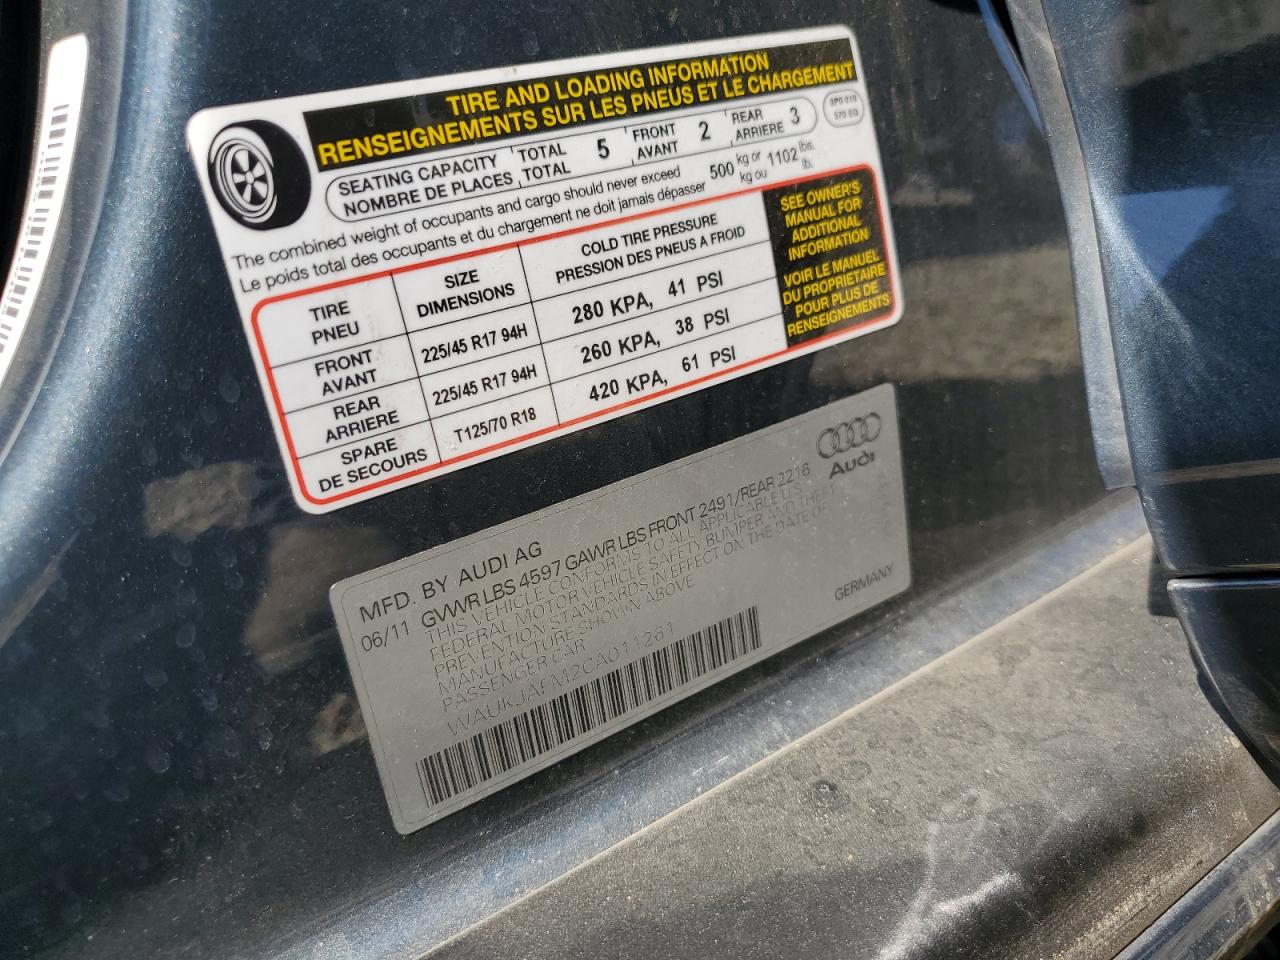 TIRE AND LOADING INFORMATION
RENSEIGNEMENTS SUR LES PNEUS ET LE CHARGEMENT
SEATING CAPACITY TOTAL 5 FRONT 2 REAR 3
NOMBRE DE PLACES TOTAL AVANT ARRIERE
8P0 010
570 EQ
The combined weight of occupants and cargo should never exceed 500 kg or 1102 lbs.
Le poids total des occupants et du chargement ne doit jamais dépasser kg ou lb.
TIRE SIZE COLD TIRE PRESSURE
PNEU DIMENSIONS PRESSION DES PNEUS A FROID
FRONT AVANT 225/45 R17 94H 280 KPA, 41 PSI
REAR ARRIERE 225/45 R17 94H 260 KPA, 38 PSI
SPARE DE SECOURS T125/70 R18 420 KPA, 61 PSI
SEE OWNER'S
MANUAL FOR
ADDITIONAL
INFORMATION
VOIR LE MANUEL
DU PROPRIETAIRE
POUR PLUS DE
RENSEIGNEMENTS
Audi
MFD. BY AUDI AG
06/11 GVWR LBS 4597 GAWR LBS FRONT 2491/REAR 2216
THIS VEHICLE CONFORMS TO ALL APPLICABLE U.S.
FEDERAL MOTOR VEHICLE SAFETY BUMPER AND THEFT
PREVENTION STANDARDS IN EFFECT ON THE DATE OF
MANUFACTURE SHOWN ABOVE
PASSENGER CAR
WAUKJAFM2CA011261
GERMANY